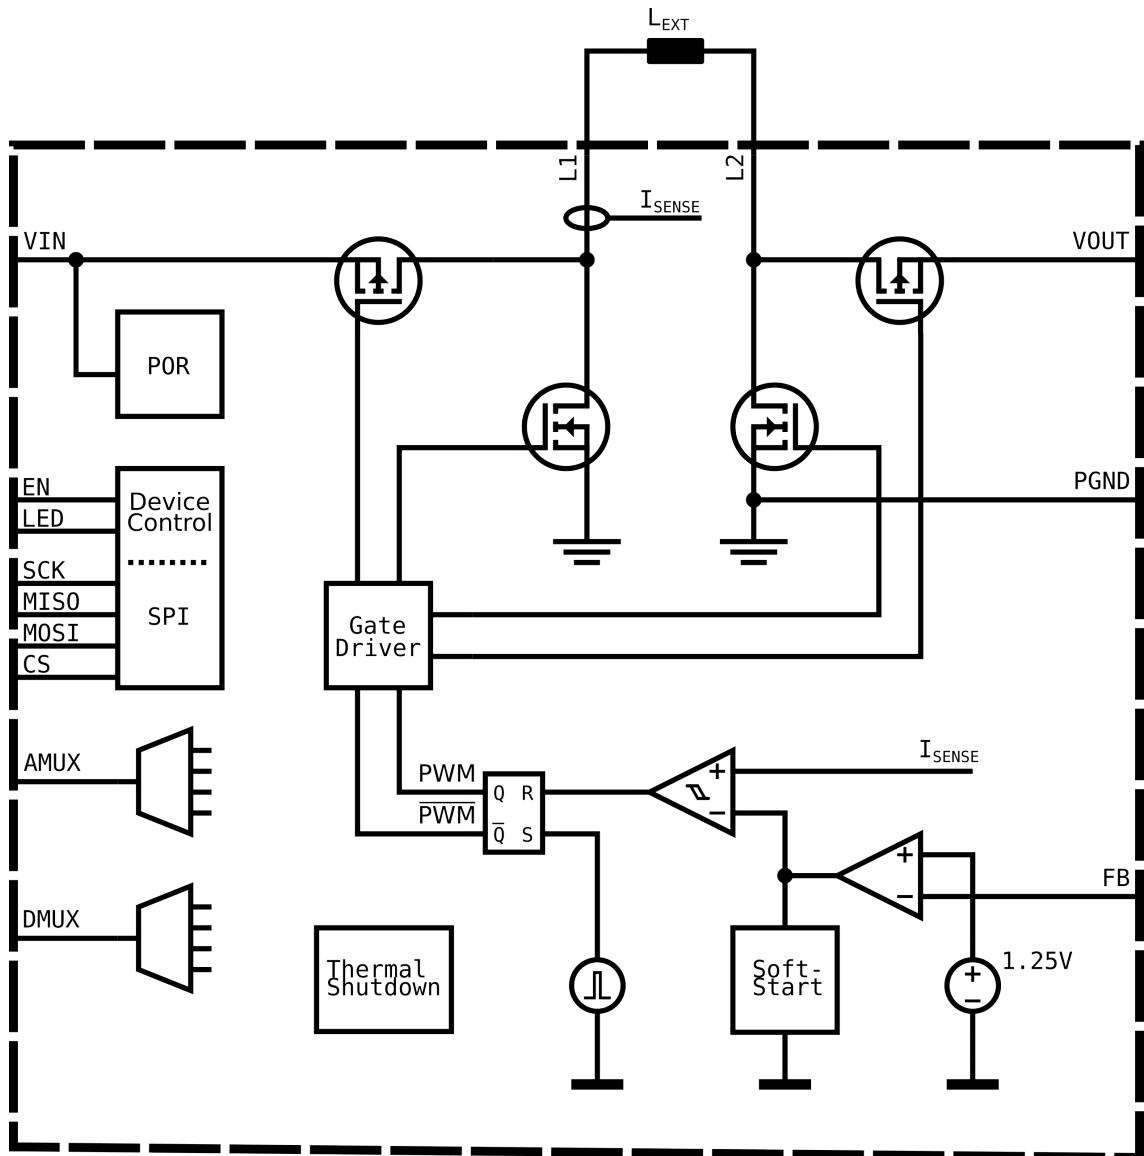 LEXT
L1
L2
ISENSE
VIN
VOUT
POR
EN
LED
SCK
MISO
MOSI
CS
Device
Control
SPI
PGND
Gate
Driver
AMUX
DMUX
PWM
PWM
Q R
Q S
+
−
ISENSE
+
−
FB
Thermal
Shutdown
Soft-
Start
+
−
1.25V